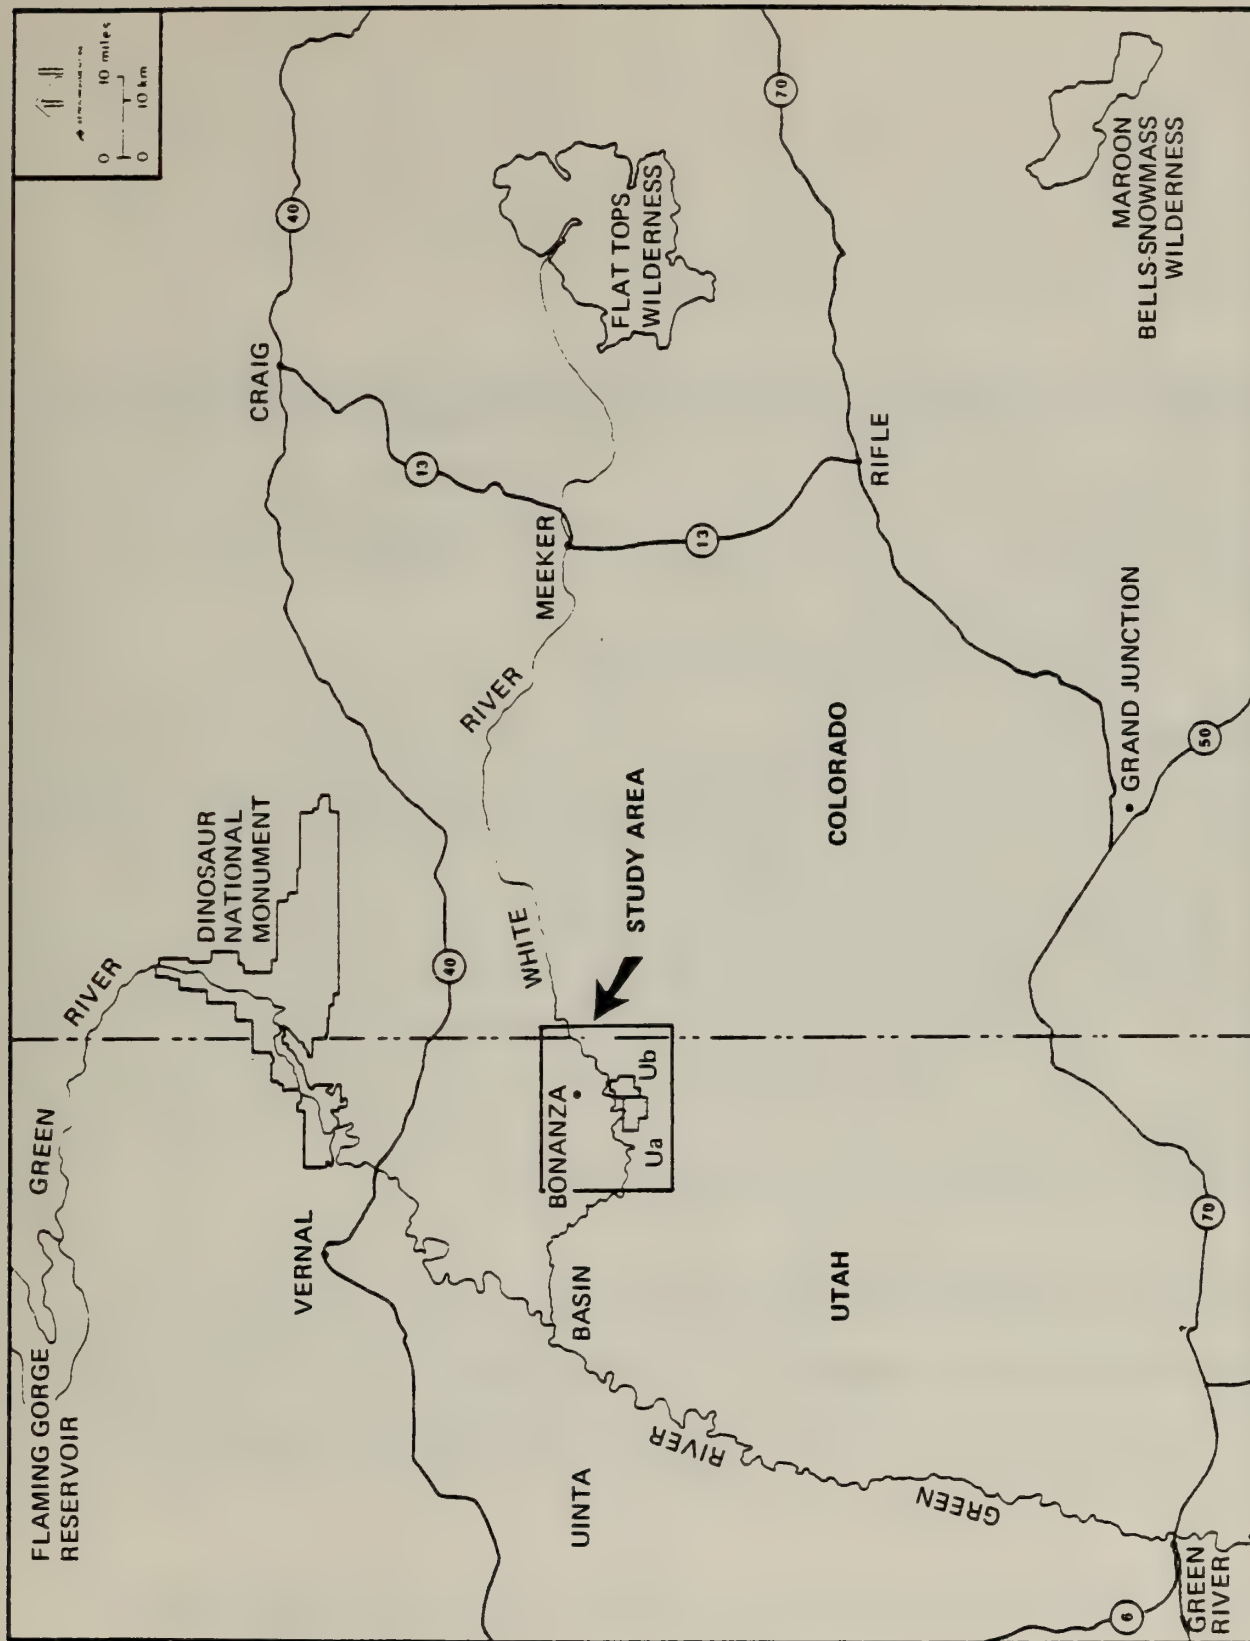 FLAMING GORGE
RESERVOIR
GREEN
RIVER
DINOSAUR
NATIONAL
MONUMENT
0 10 miles
0 10 km
VERNAL
40
CRAIG
40
13
UINTA
BASIN
BONANZA
Ua
Ub
WHITE
RIVER
STUDY AREA
MEEKER
FLAT TOPS
WILDERNESS
13
RIVER
GREEN
UTAH
COLORADO
RIFLE
70
GREEN
RIVER
6
70
GRAND JUNCTION
50
MAROON
BELLS-SNOWMASS
WILDERNESS